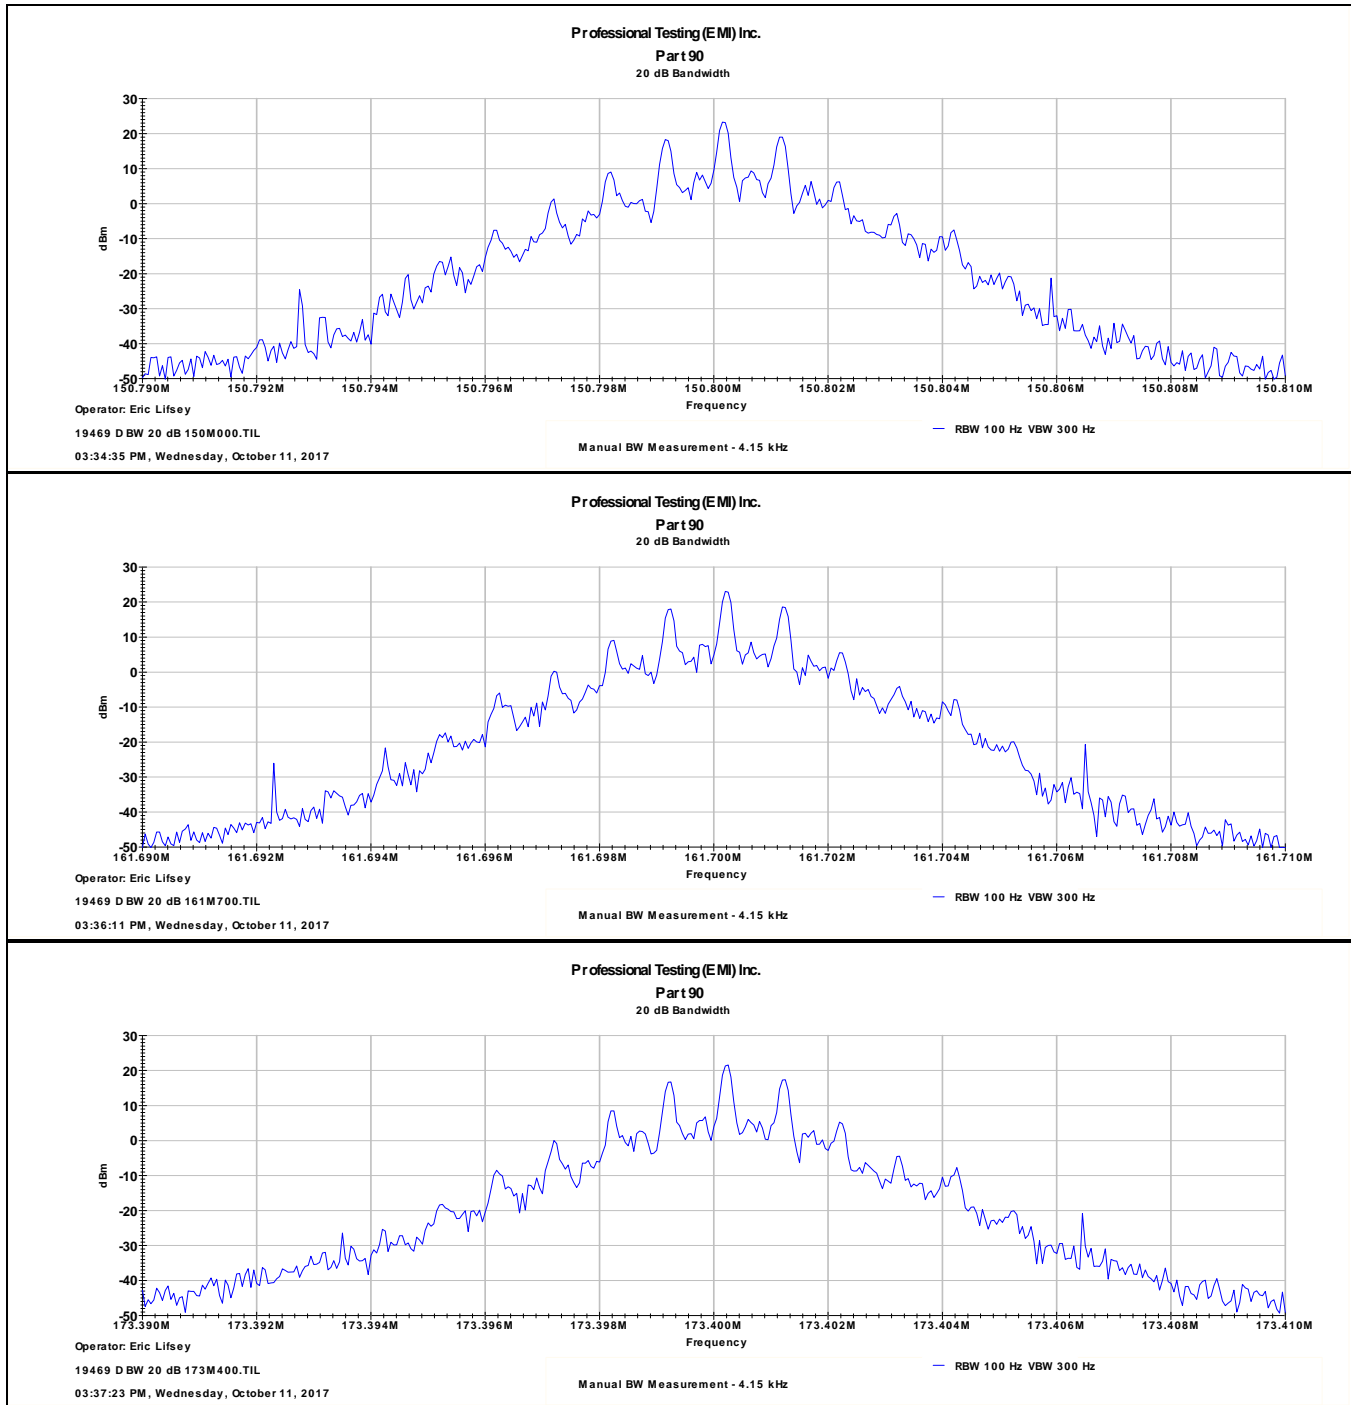 Professional Testing (EMI) Inc.
Part 90
20 dB Bandwidth
30
20
10
0
-10
-20
-30
-40
-50
dBm
150.790M 150.792M 150.794M 150.796M 150.798M 150.800M 150.802M 150.804M 150.806M 150.808M 150.810M
Frequency
Operator: Eric Lifsey
19469 D BW 20 dB 150M000.TIL
03:34:35 PM, Wednesday, October 11, 2017
Manual BW Measurement - 4.15 kHz
RBW 100 Hz VBW 300 Hz
Professional Testing (EMI) Inc.
Part 90
20 dB Bandwidth
30
20
10
0
-10
-20
-30
-40
-50
dBm
161.690M 161.692M 161.694M 161.696M 161.698M 161.700M 161.702M 161.704M 161.706M 161.708M 161.710M
Frequency
Operator: Eric Lifsey
19469 D BW 20 dB 161M700.TIL
03:36:11 PM, Wednesday, October 11, 2017
Manual BW Measurement - 4.15 kHz
RBW 100 Hz VBW 300 Hz
Professional Testing (EMI) Inc.
Part 90
20 dB Bandwidth
30
20
10
0
-10
-20
-30
-40
-50
dBm
173.390M 173.392M 173.394M 173.396M 173.398M 173.400M 173.402M 173.404M 173.406M 173.408M 173.410M
Frequency
Operator: Eric Lifsey
19469 D BW 20 dB 173M400.TIL
03:37:23 PM, Wednesday, October 11, 2017
Manual BW Measurement - 4.15 kHz
RBW 100 Hz VBW 300 Hz